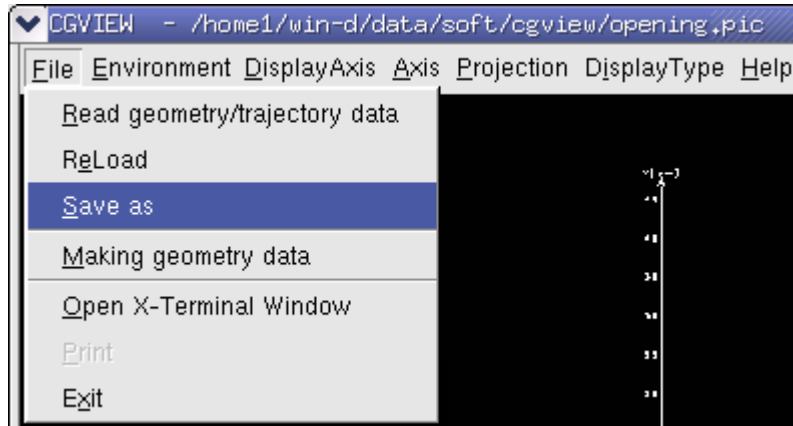 CGVIEW - /home1/win-d/data/soft/cgview/opening.pic
File Environment DisplayAxis Axis Projection DisplayType Help
Read geometry/trajectory data
ReLoad
Save as
Making geometry data
Open X-Terminal Window
Print
Exit